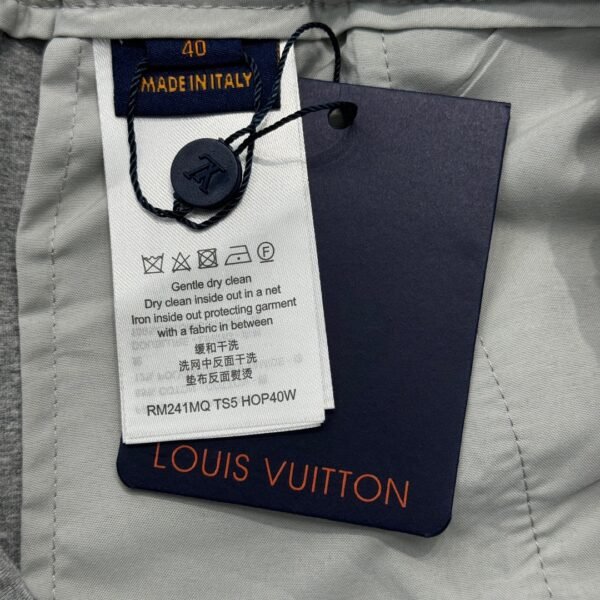 40
MADE IN ITALY
LV
Gentle dry clean
Dry clean inside out in a net
Iron inside out protecting garment
with a fabric in between
缓和干洗
洗网中反面干洗
垫布反面熨烫
RM241MQ TS5 HOP40W
LOUIS VUITTON